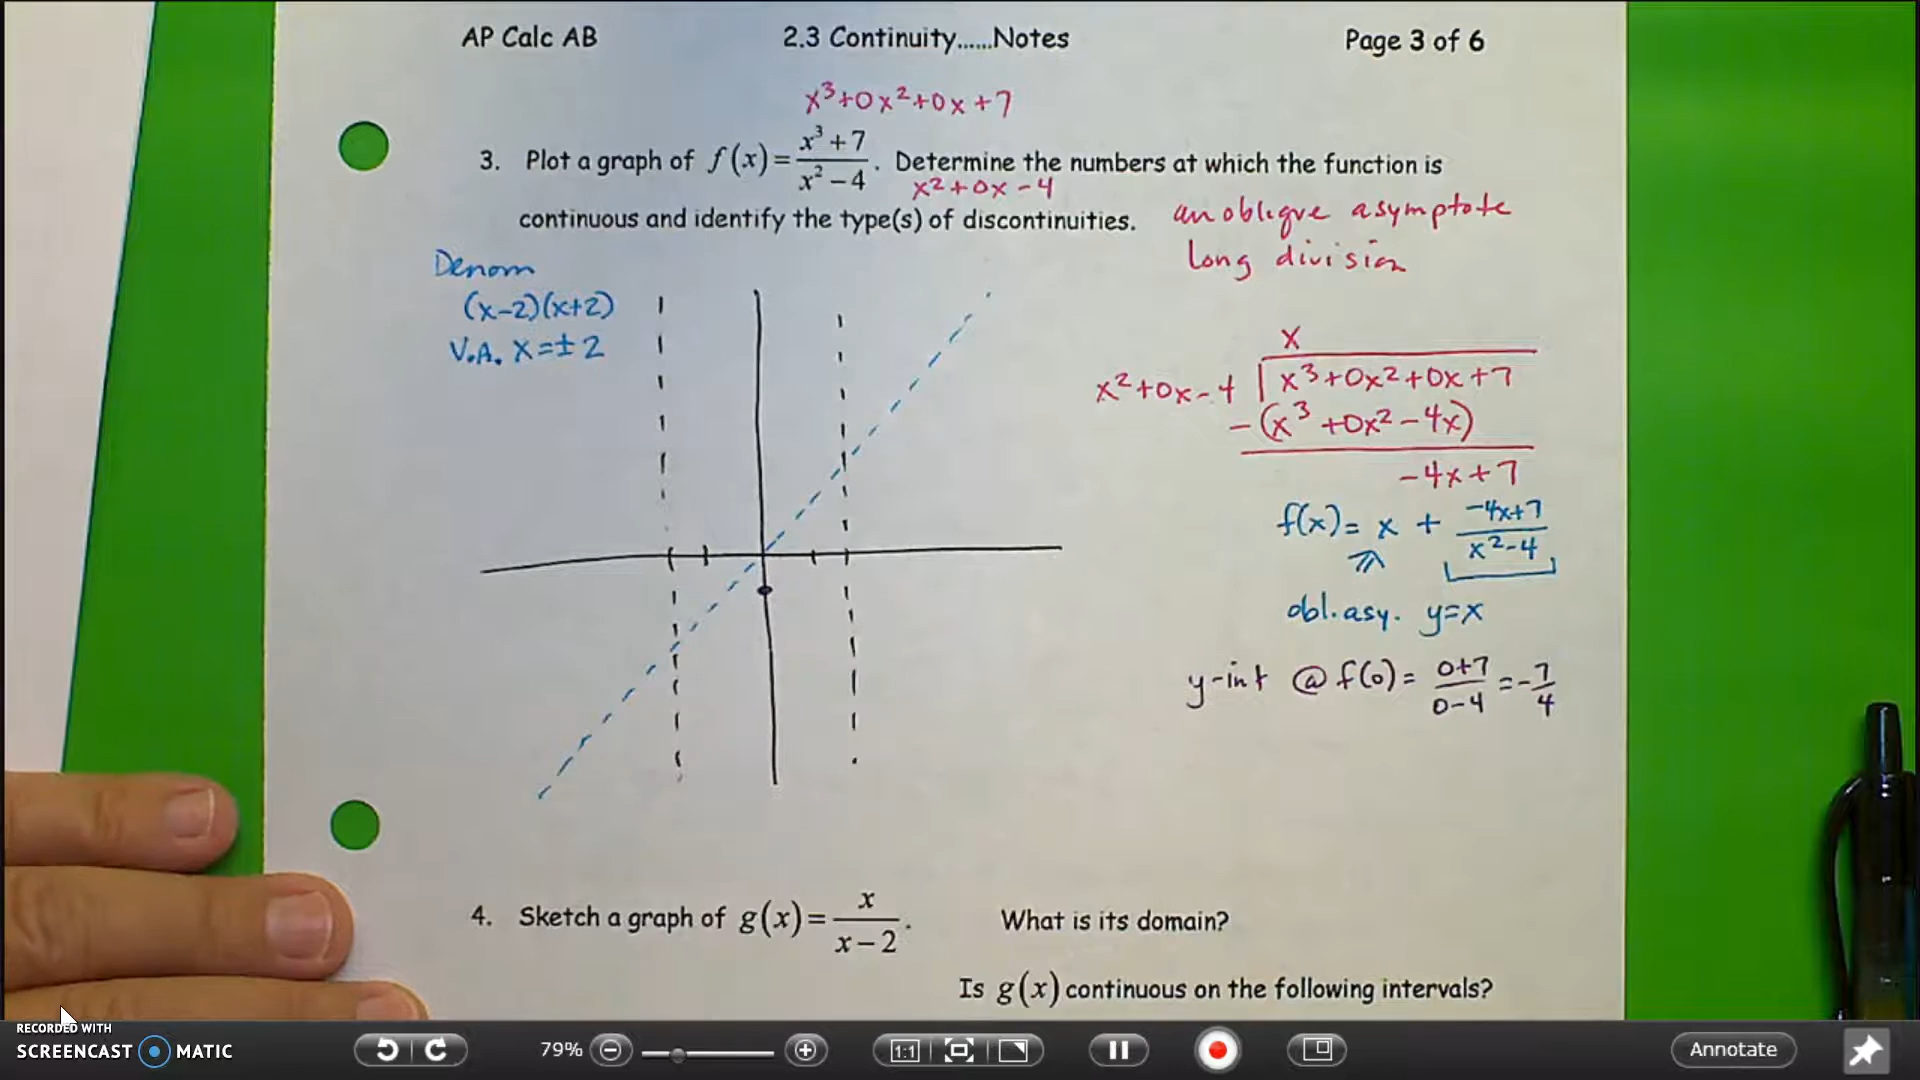 AP Calc AB 2.3 Continuity......Notes Page 3 of 6
x³+0x²+0x+7
3. Plot a graph of f(x) = (x³+7)/(x²−4). Determine the numbers at which the function is
x²+0x−4
continuous and identify the type(s) of discontinuities.
an oblique asymptote
long division
Denom
(x−2)(x+2)
V.A. x=±2
x
x²+0x−4 | x³+0x²+0x+7
−(x³+0x²−4x)
−4x+7
f(x)= x + (−4x+7)/(x²−4)
obl. asy. y=x
y-int @ f(0)= (0+7)/(0−4) = −7/4
4. Sketch a graph of g(x) = x/(x−2). What is its domain?
Is g(x) continuous on the following intervals?
RECORDED WITH
SCREENCAST MATIC
79%
1:1
Annotate